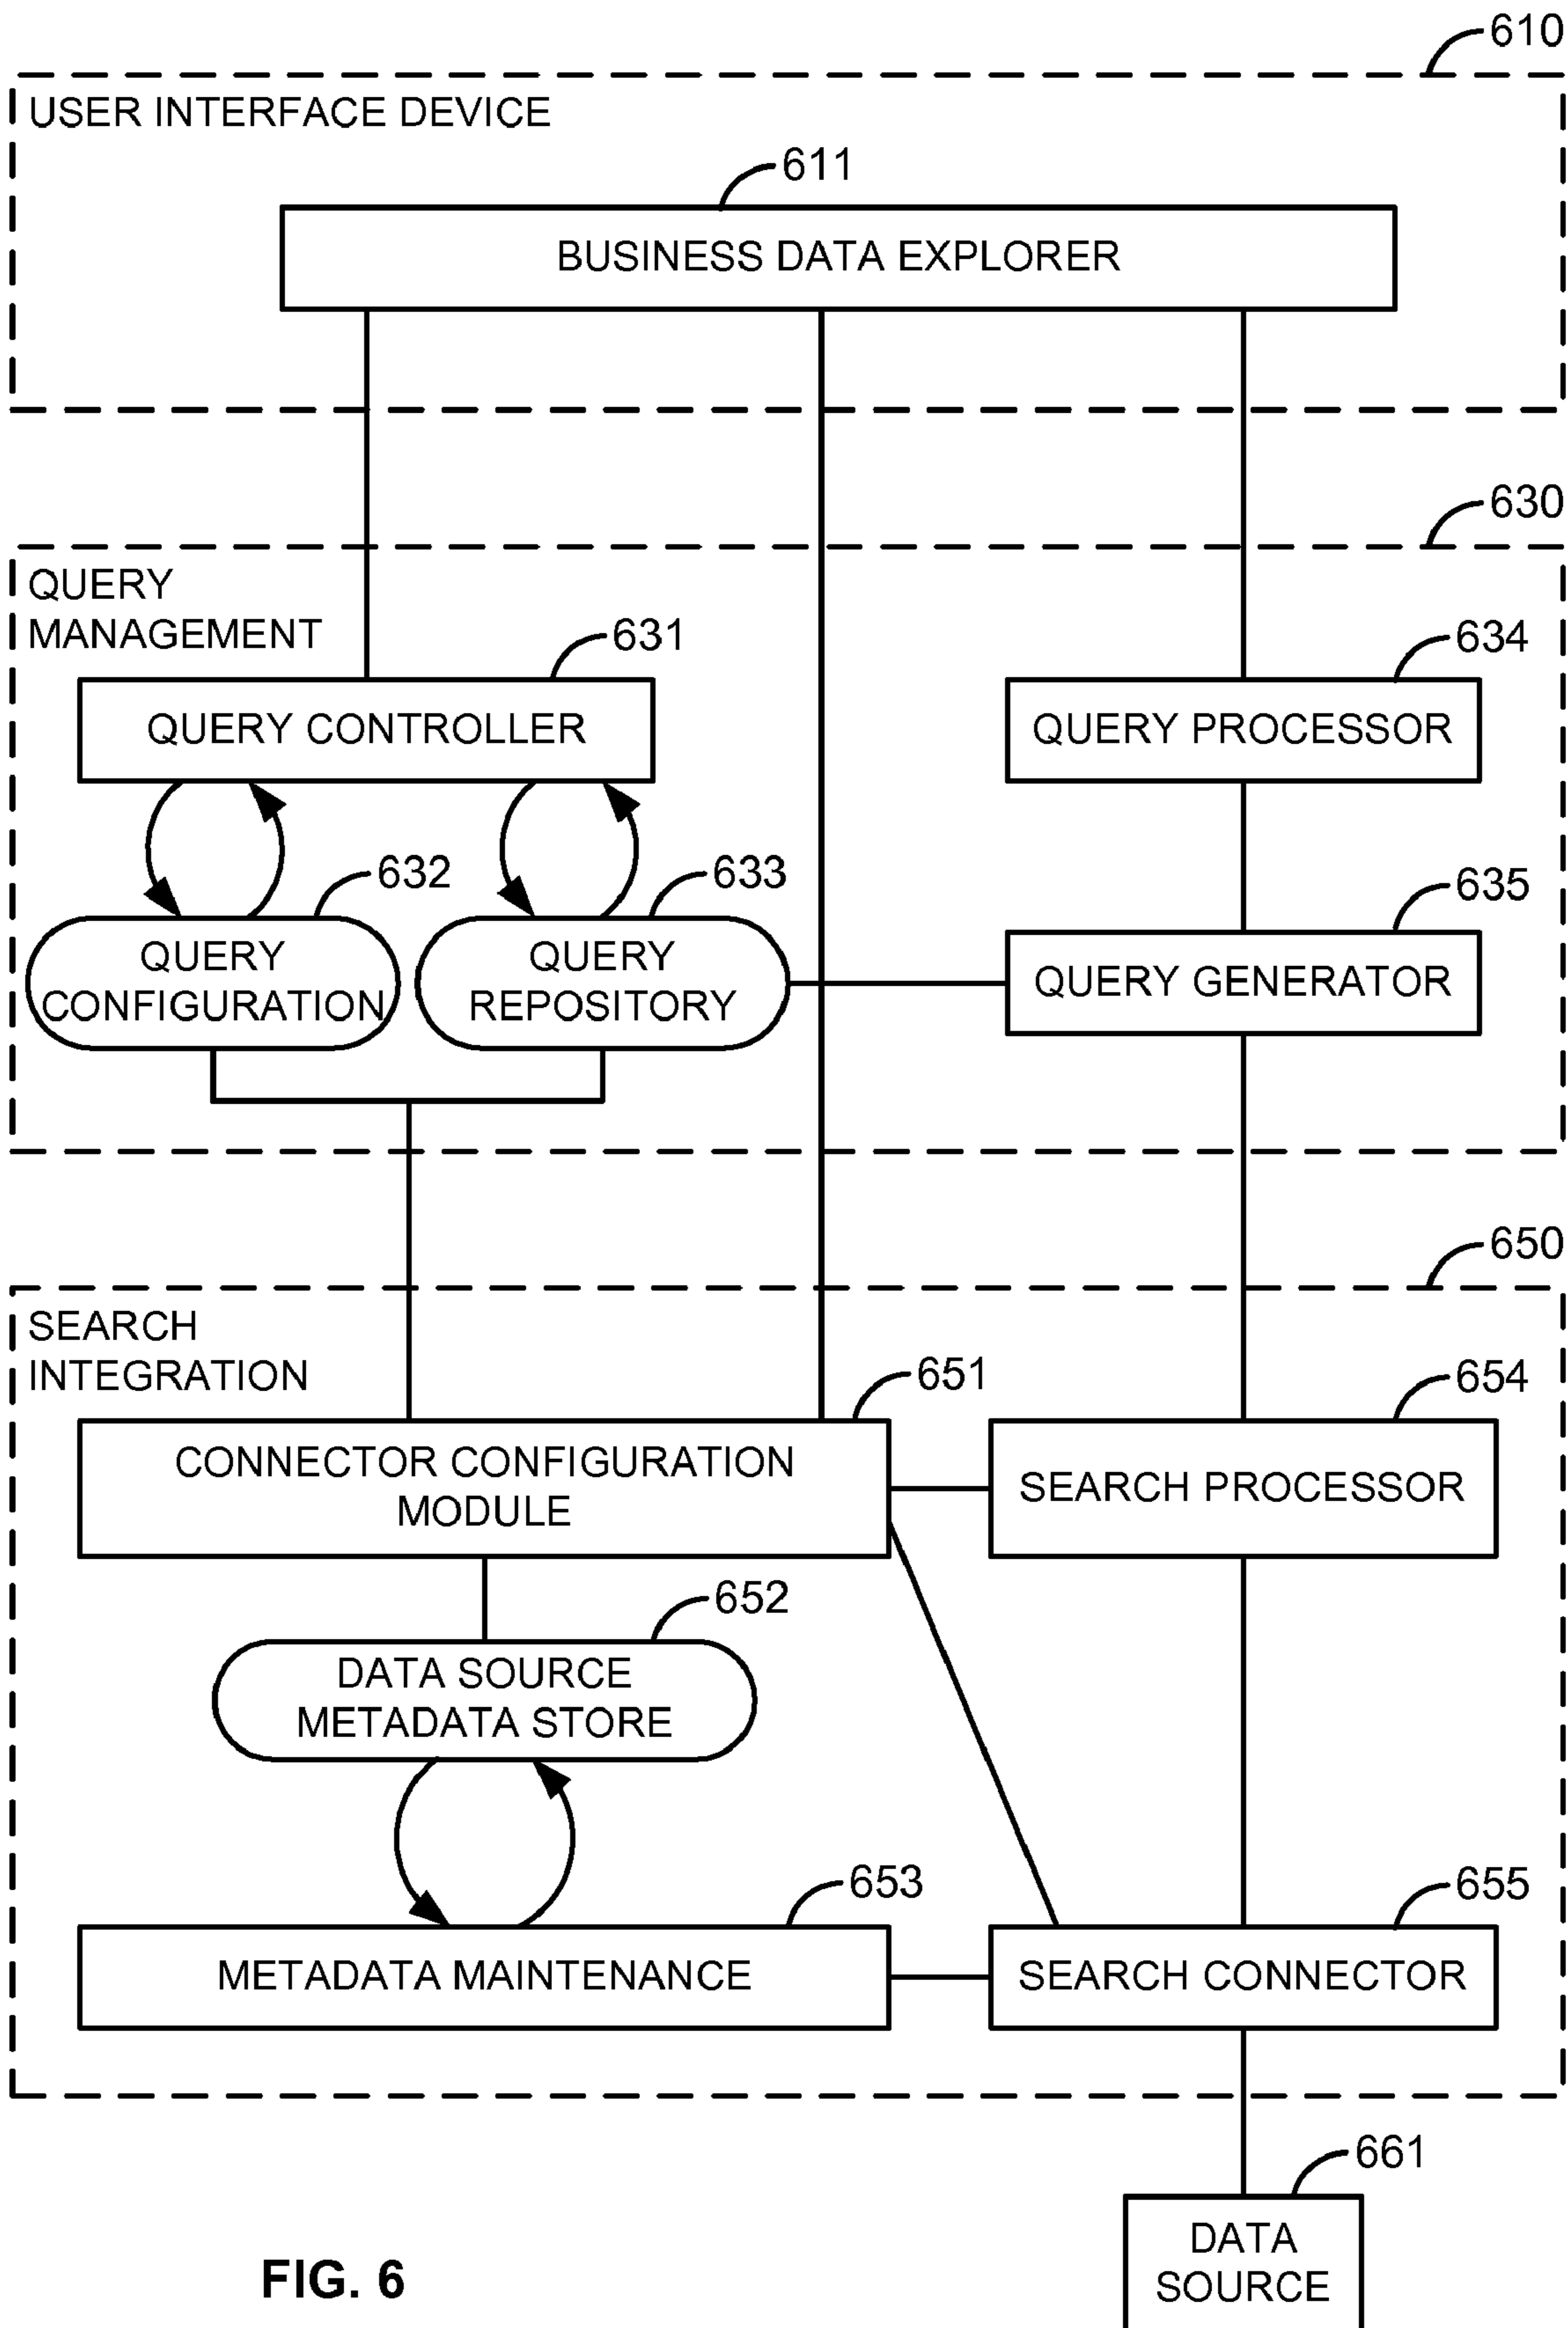 610
USER INTERFACE DEVICE
611
BUSINESS DATA EXPLORER
630
QUERY
MANAGEMENT
631
634
QUERY CONTROLLER
QUERY PROCESSOR
632
633
635
QUERY
CONFIGURATION
QUERY
REPOSITORY
QUERY GENERATOR
650
SEARCH
INTEGRATION
651
654
CONNECTOR CONFIGURATION
MODULE
SEARCH PROCESSOR
652
DATA SOURCE
METADATA STORE
653
655
METADATA MAINTENANCE
SEARCH CONNECTOR
661
DATA
SOURCE
FIG. 6